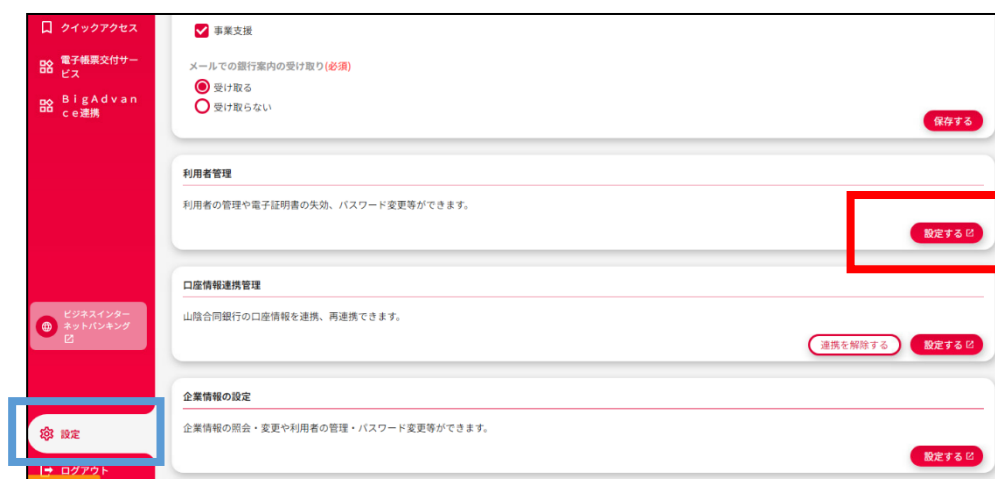 クイックアクセス
電子帳票交付サー
ビス
ＢｉｇＡｄｖａｎ
ｃｅ連携
ビジネスインター
ネットバンキング
設定
ログアウト
事業支援
メールでの銀行案内の受け取り(必須)
受け取る
受け取らない
保存する
利用者管理
利用者の管理や電子証明書の失効、パスワード変更等ができます。
設定する
口座情報連携管理
山陰合同銀行の口座情報を連携、再連携できます。
連携を解除する 設定する
企業情報の設定
企業情報の照会・変更や利用者の管理・パスワード変更等ができます。
設定する